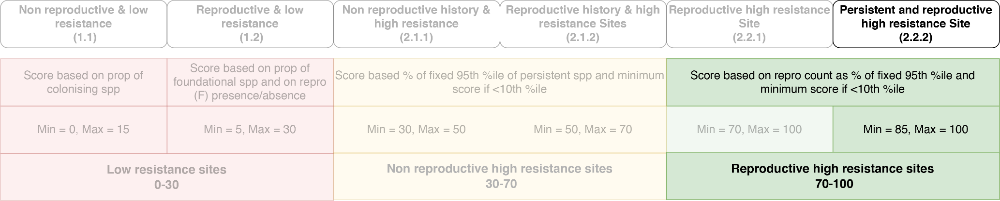 Non reproductive & low
resistance
(1.1)
Reproductive & low
resistance
(1.2)
Non reproductive history &
high resistance
(2.1.1)
Reproductive history & high
resistance Sites
(2.1.2)
Reproductive high resistance
Site
(2.2.1)
Persistent and reproductive
high resistance Site
(2.2.2)
Score based on prop of
colonising spp
Score based on prop of
foundational spp and on repro
(F) presence/absence
Score based % of fixed 95th %ile of persistent spp and minimum
score if <10th %ile
Score based on repro count as % of fixed 95th %ile and
minimum score if <10th %ile
Min = 0, Max = 15
Min = 5, Max = 30
Min = 30, Max = 50
Min = 50, Max = 70
Min = 70, Max = 100
Min = 85, Max = 100
Low resistance sites
0-30
Non reproductive high resistance sites
30-70
Reproductive high resistance sites
70-100